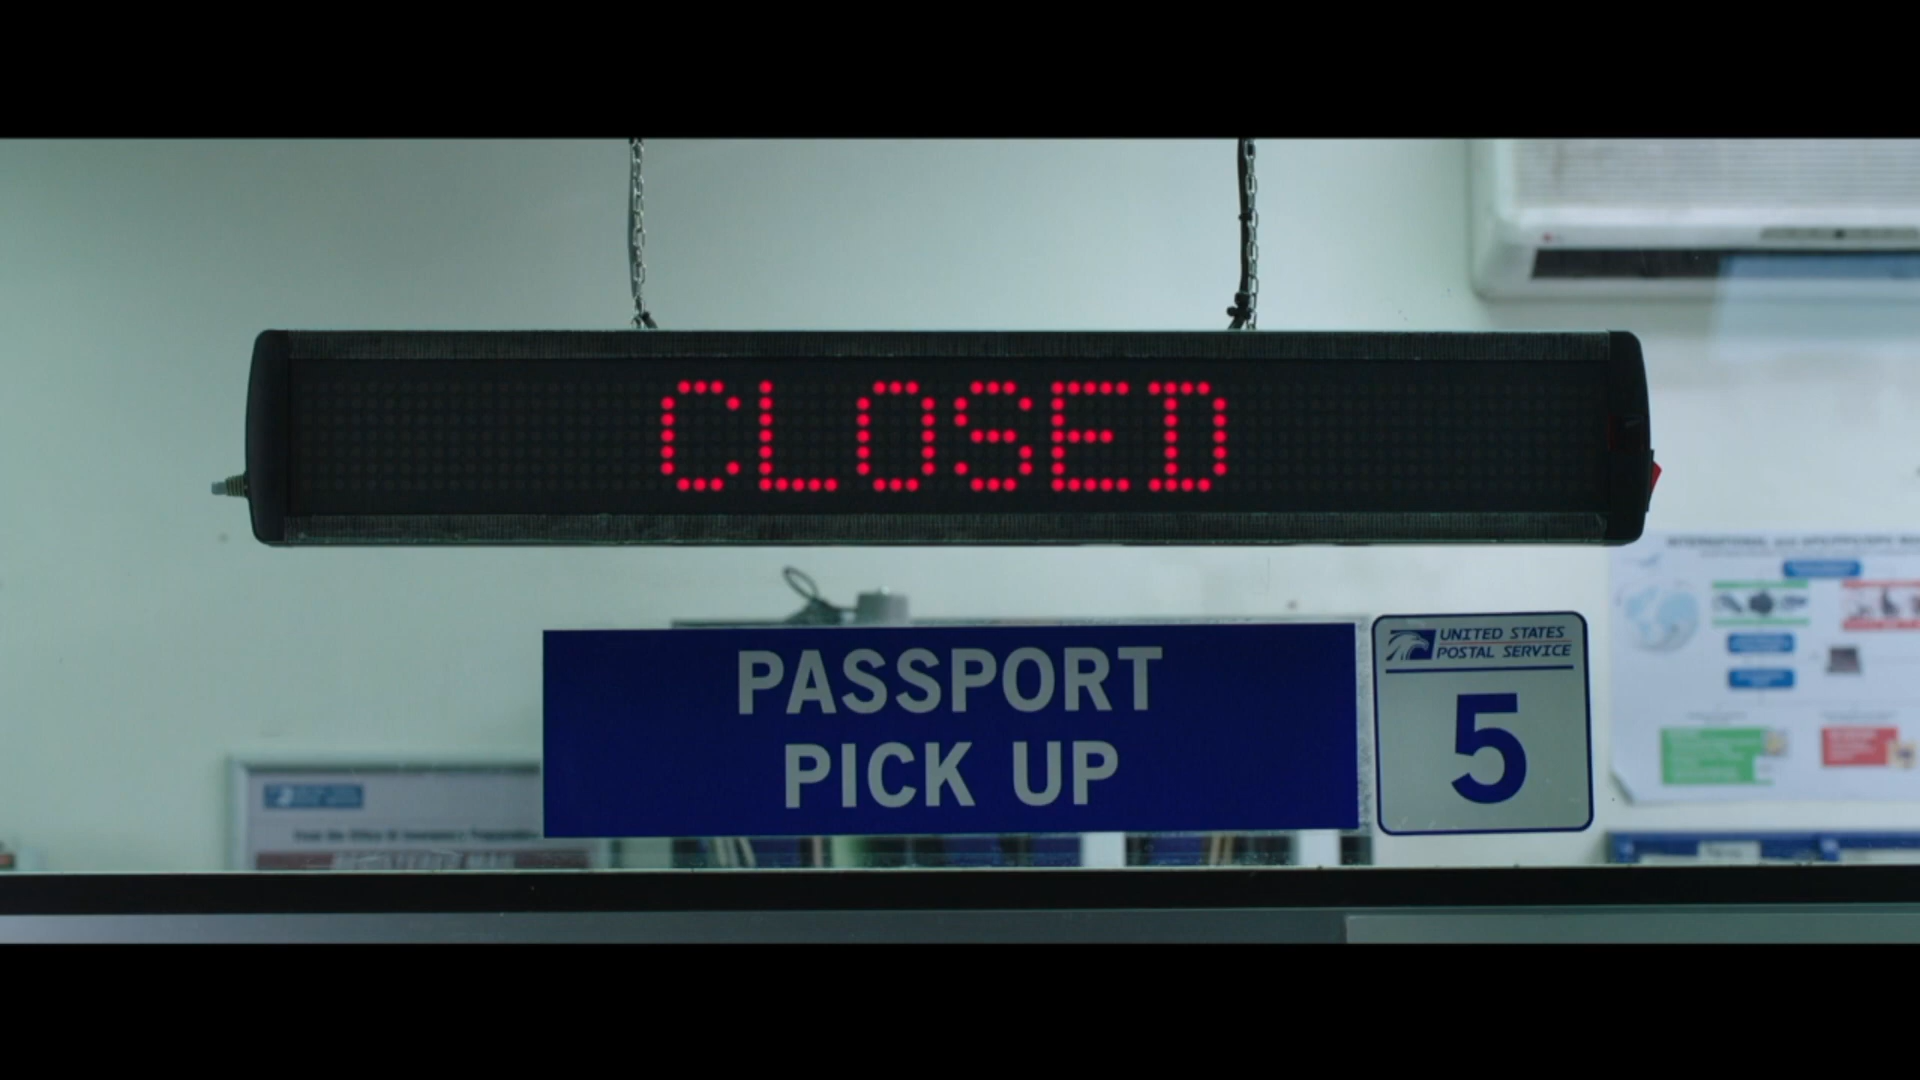 CLOSED
PASSPORT
PICK UP
UNITED STATES
POSTAL SERVICE
5